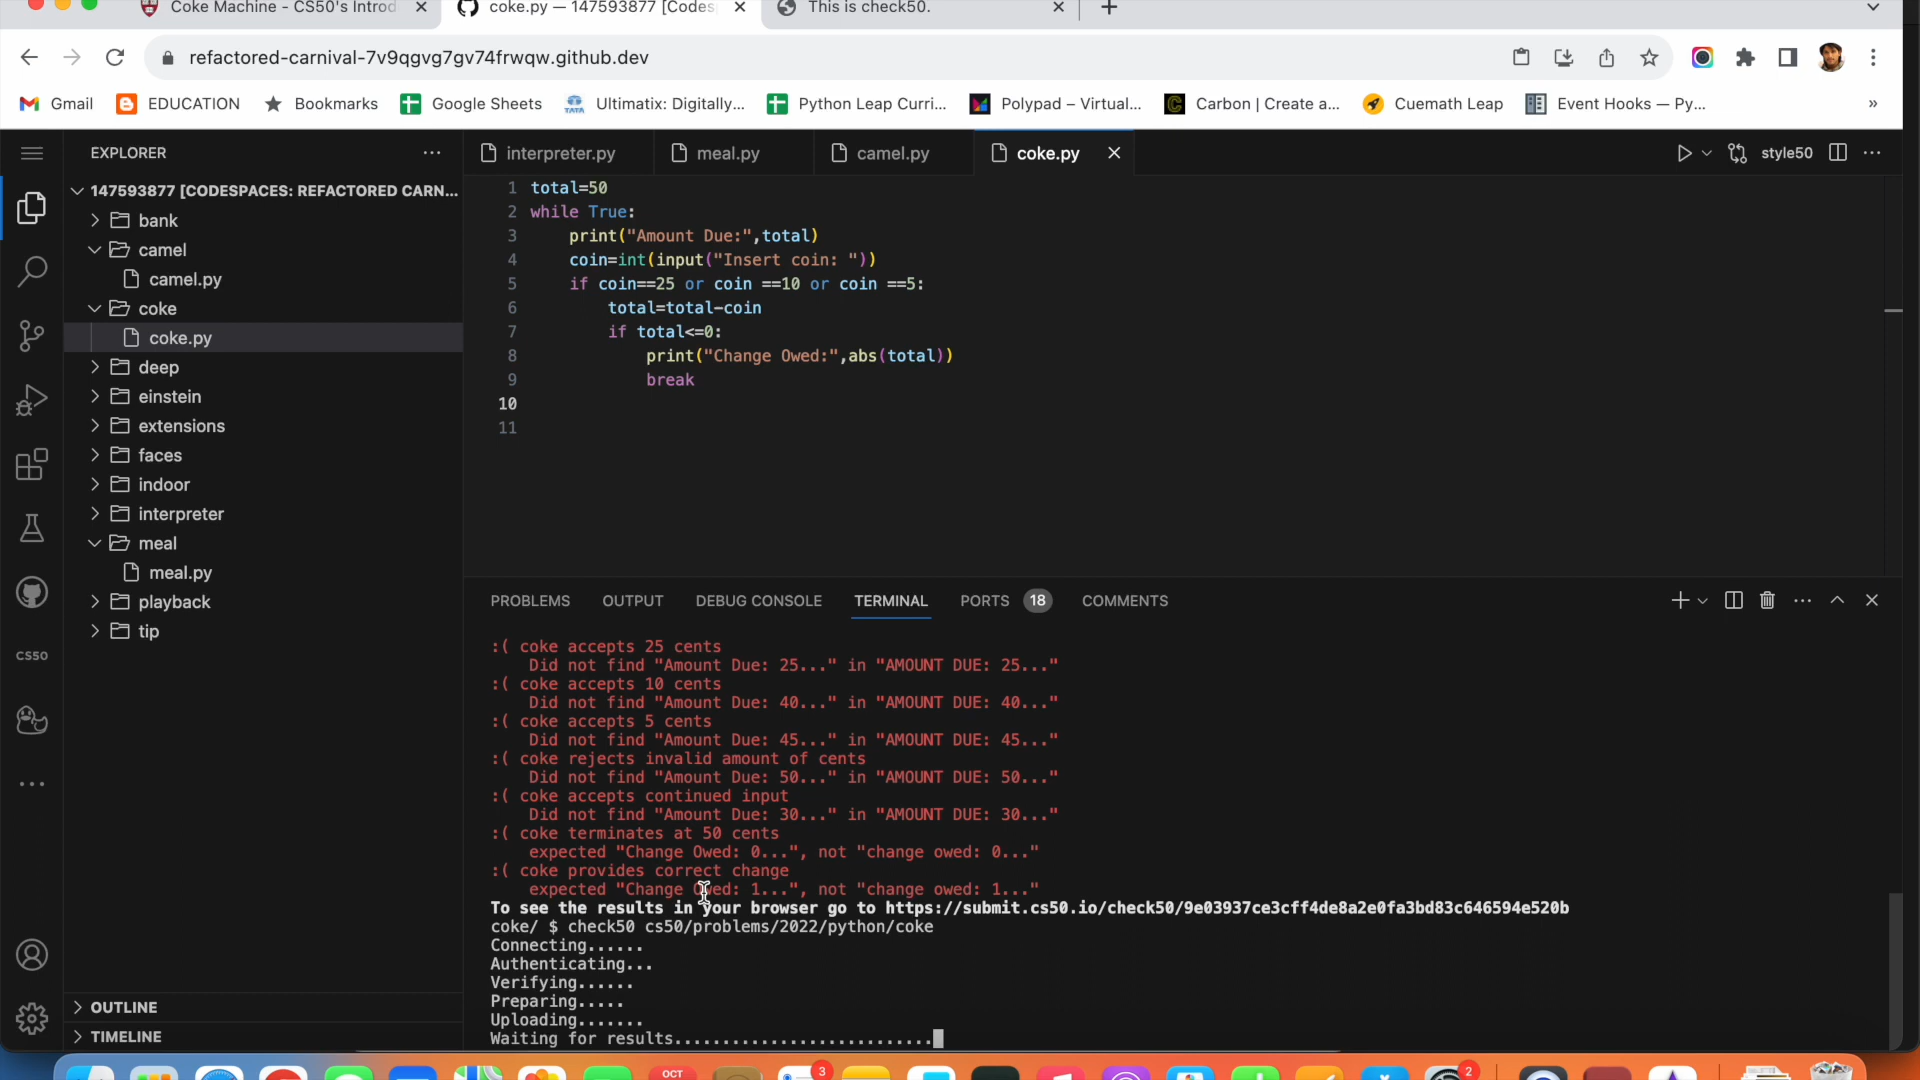 Coke Machine - CS50's Introd
coke.py — 147593877 [Codes
This is check50.
refactored-carnival-7v9qgvg7gv74frwqw.github.dev
Gmail
EDUCATION
Bookmarks
Google Sheets
Ultimatix: Digitally...
Python Leap Curri...
Polypad – Virtual...
Carbon | Create a...
Cuemath Leap
Event Hooks — Py...
»
EXPLORER
147593877 [CODESPACES: REFACTORED CARN...
bank
camel
camel.py
coke
coke.py
deep
einstein
extensions
faces
indoor
interpreter
meal
meal.py
playback
tip
CS50
OUTLINE
TIMELINE
interpreter.py
meal.py
camel.py
coke.py
style50
1 total=50
2 while True:
3 print("Amount Due:",total)
4 coin=int(input("Insert coin: "))
5 if coin==25 or coin ==10 or coin ==5:
6 total=total-coin
7 if total<=0:
8 print("Change Owed:",abs(total))
9 break
10
11
PROBLEMS
OUTPUT
DEBUG CONSOLE
TERMINAL
PORTS 18
COMMENTS
:( coke accepts 25 cents
Did not find "Amount Due: 25..." in "AMOUNT DUE: 25..."
:( coke accepts 10 cents
Did not find "Amount Due: 40..." in "AMOUNT DUE: 40..."
:( coke accepts 5 cents
Did not find "Amount Due: 45..." in "AMOUNT DUE: 45..."
:( coke rejects invalid amount of cents
Did not find "Amount Due: 50..." in "AMOUNT DUE: 50..."
:( coke accepts continued input
Did not find "Amount Due: 30..." in "AMOUNT DUE: 30..."
:( coke terminates at 50 cents
expected "Change Owed: 0...", not "change owed: 0..."
:( coke provides correct change
expected "Change Owed: 1...", not "change owed: 1..."
To see the results in your browser go to https://submit.cs50.io/check50/9e03937ce3cff4de8a2e0fa3bd83c646594e520b
coke/ $ check50 cs50/problems/2022/python/coke
Connecting......
Authenticating...
Verifying......
Preparing.....
Uploading.......
Waiting for results...........................
OCT
3
2